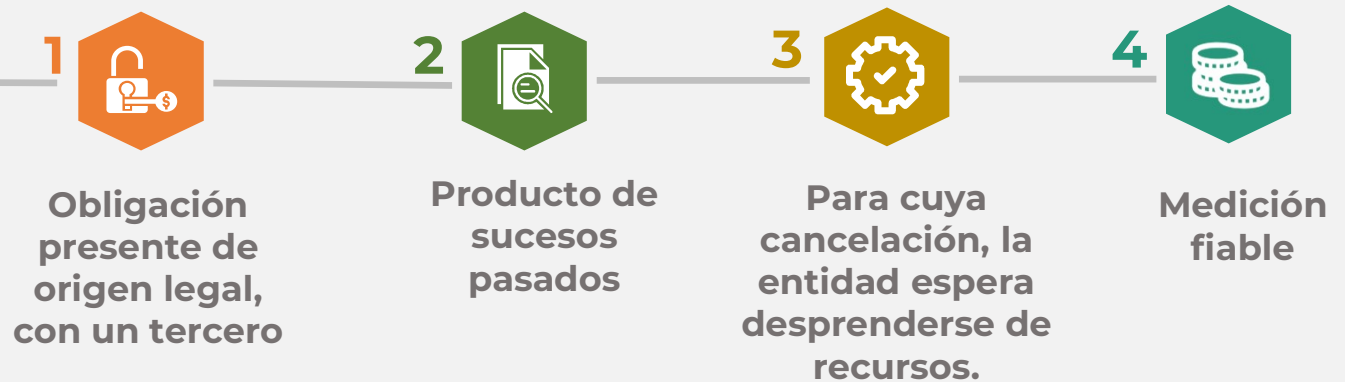 1
Obligación
presente de
origen legal,
con un tercero
2
Producto de
sucesos
pasados
3
Para cuya
cancelación, la
entidad espera
desprenderse de
recursos.
4
Medición
fiable
$